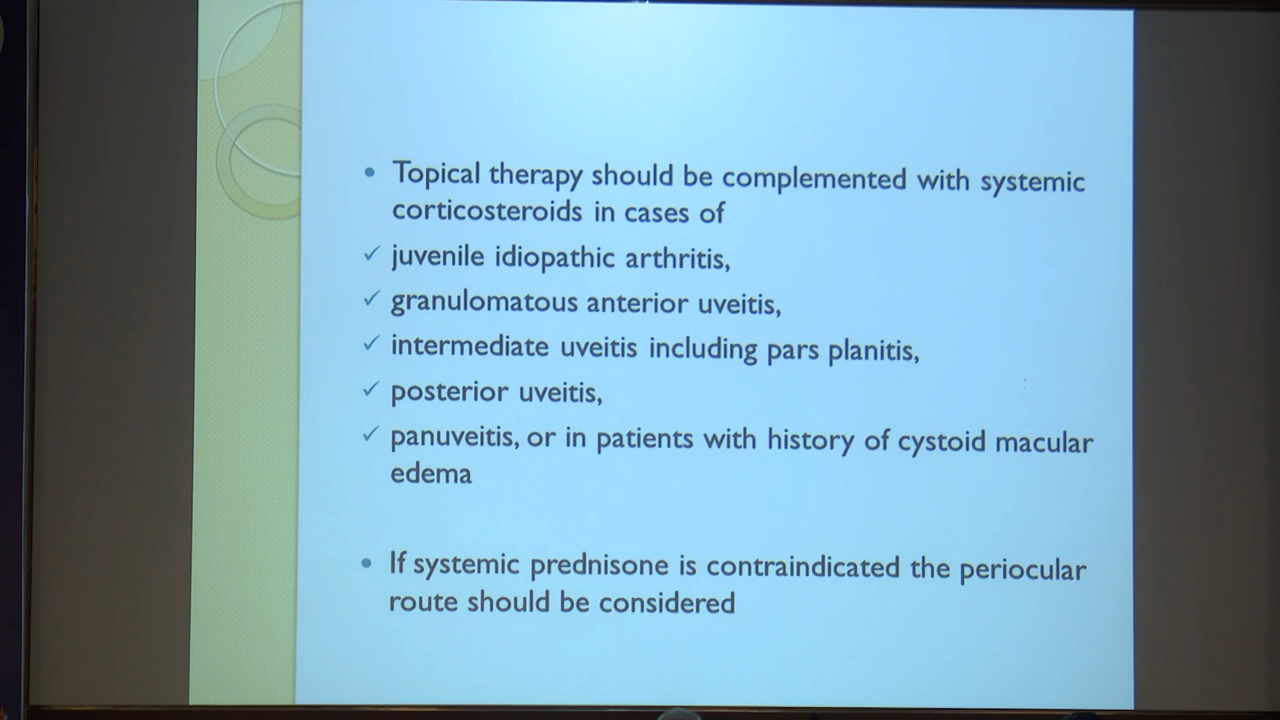 • Topical therapy should be complemented with systemic
corticosteroids in cases of
✓ juvenile idiopathic arthritis,
✓ granulomatous anterior uveitis,
✓ intermediate uveitis including pars planitis,
✓ posterior uveitis,
✓ panuveitis, or in patients with history of cystoid macular
edema
• If systemic prednisone is contraindicated the periocular
route should be considered